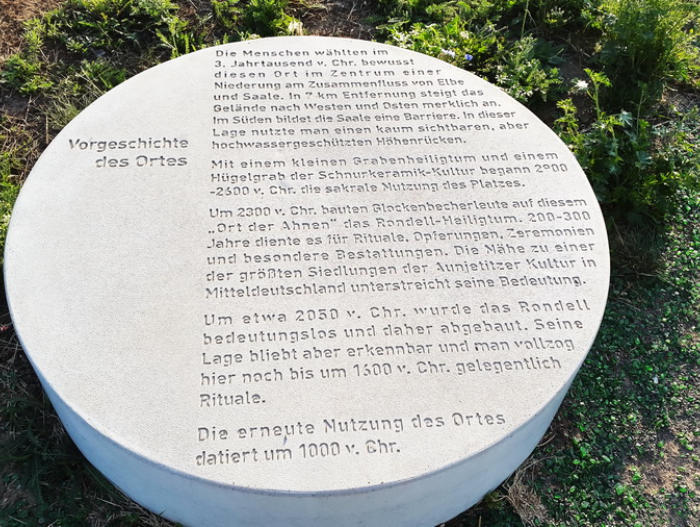 Vorgeschichte
des Ortes
Die Menschen wählten im
3. Jahrtausend v. Chr. bewusst
diesen Ort im Zentrum einer
Niederung am Zusammenfluss von Elbe
und Saale. In 7 km Entfernung steigt das
Gelände nach Westen und Osten merklich an.
Im Süden bildet die Saale eine Barriere. In dieser
Lage nutzte man einen kaum sichtbaren, aber
hochwassergeschützten Höhenrücken.
Mit einem kleinen Grabenheiligtum und einem
Hügelgrab der Schnurkeramik-Kultur begann 2900
-2600 v. Chr. die sakrale Nutzung des Platzes.
Um 2300 v. Chr. bauten Glockenbecherleute auf diesem
„Ort der Ahnen" das Rondell-Heiligtum. 200-300
Jahre diente es für Rituale, Opferungen, Zeremonien
und besondere Bestattungen. Die Nähe zu einer
der größten Siedlungen der Aunjetitzer Kultur in
Mitteldeutschland unterstreicht seine Bedeutung.
Um etwa 2050 v. Chr. wurde das Rondell
bedeutungslos und daher abgebaut. Seine
Lage bliebt aber erkennbar und man vollzog
hier noch bis um 1600 v. Chr. gelegentlich
Rituale.
Die erneute Nutzung des Ortes
datiert um 1000 v. Chr.